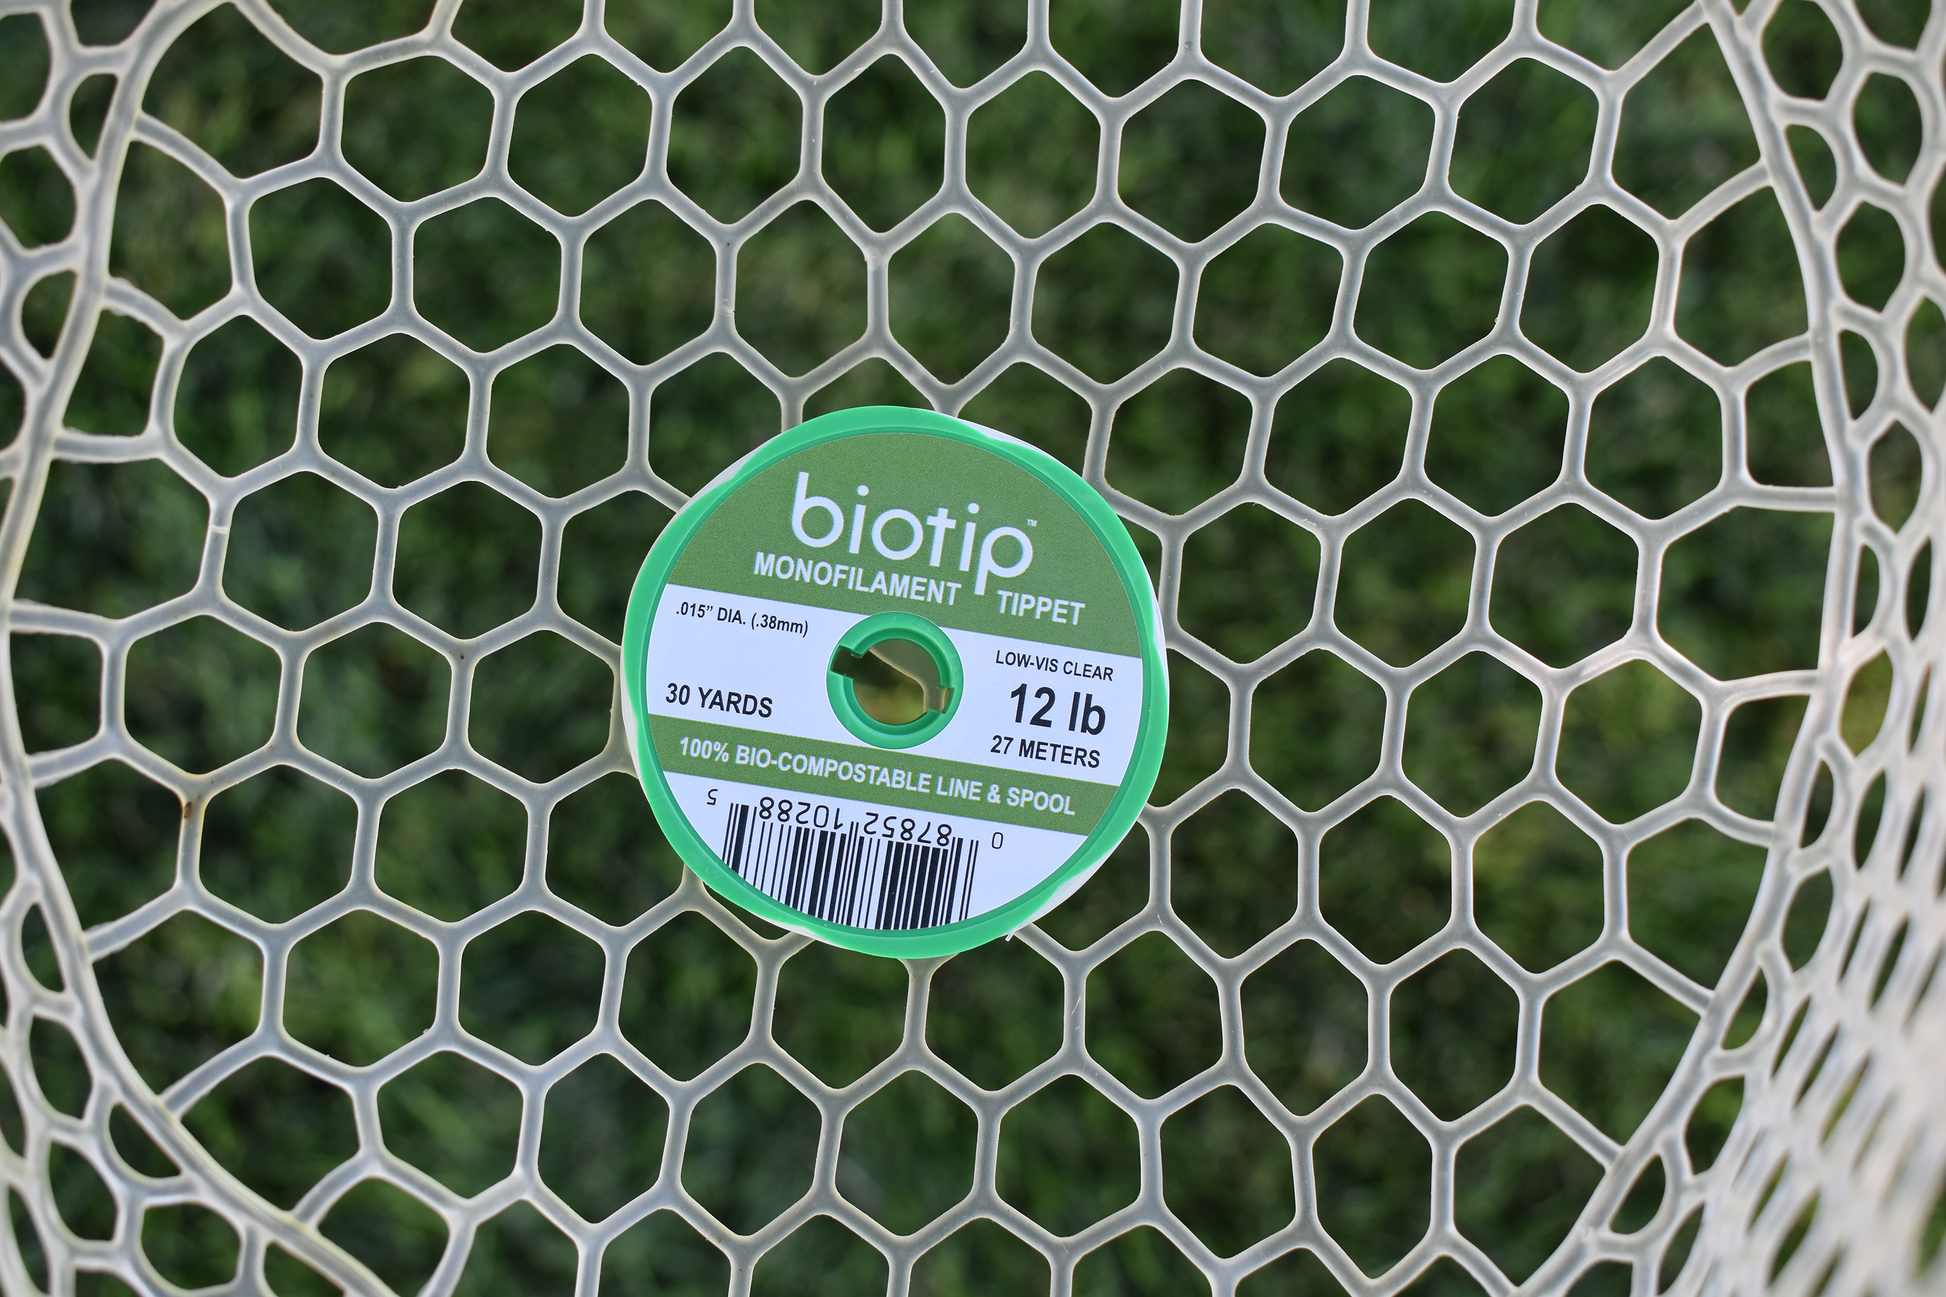 biotip™
MONOFILAMENT TIPPET
.015” DIA. (.38mm)
LOW-VIS CLEAR
12 lb
30 YARDS
27 METERS
100% BIO-COMPOSTABLE LINE & SPOOL
0 87852 10288 5